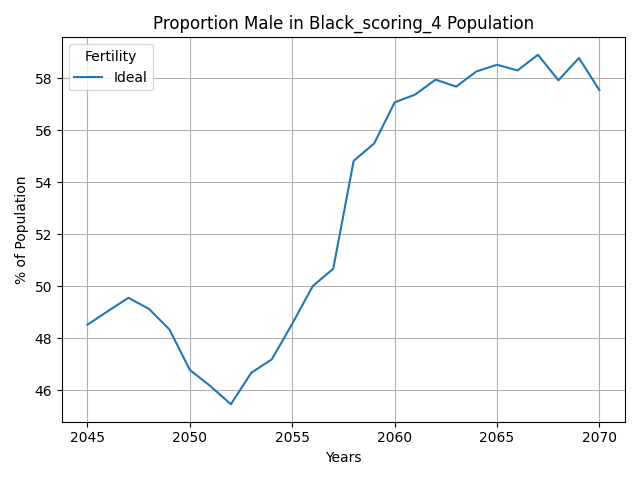 Proportion Male in Black_scoring_4 Population
Fertility
Ideal
% of Population
58
56
54
52
50
48
46
2045
2050
2055
2060
2065
2070
Years